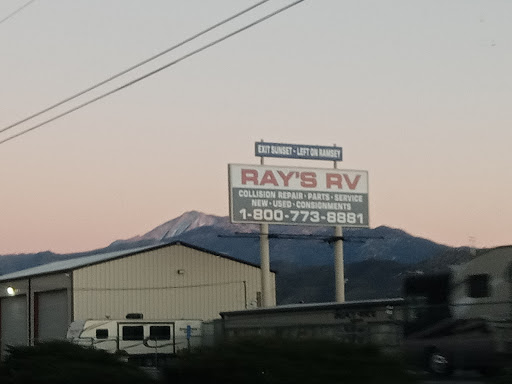 EXIT SUNSET - LEFT ON RAMSEY
RAY'S RV
COLLISION REPAIR • PARTS • SERVICE
NEW • USED • CONSIGNMENTS
1-800-773-8881